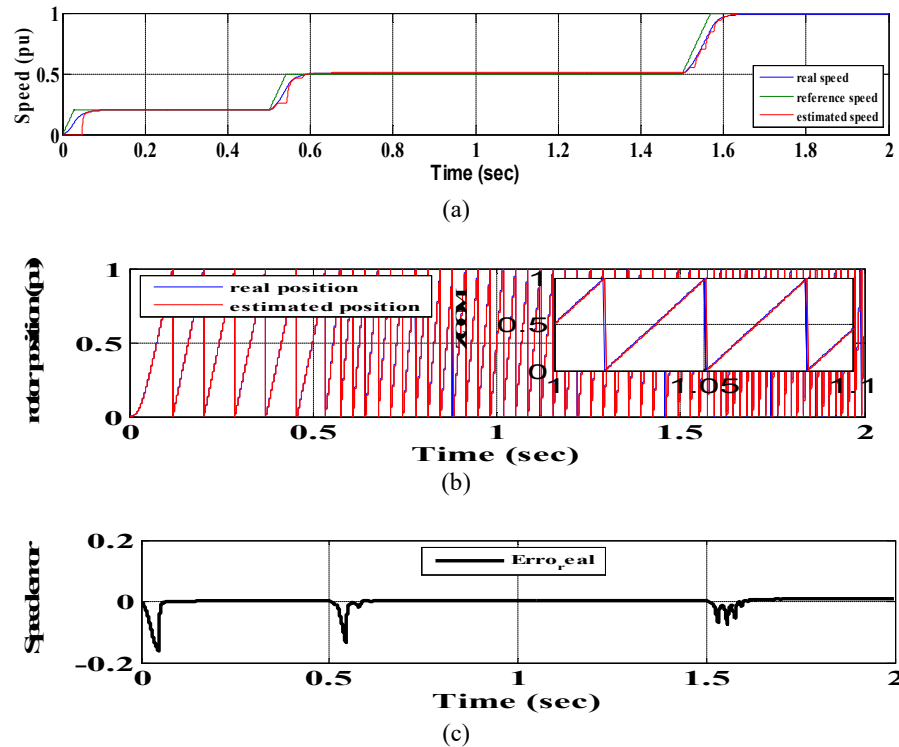 Speed (pu)
1
0.5
0
real speed
reference speed
estimated speed
0 0.2 0.4 0.6 0.8 1 1.2 1.4 1.6 1.8 2
Time (sec)
(a)
1
0.5
0
real position
estimated position
1
0.5
0
1 1.05 1.1
0 0.5 1 1.5 2
Time (sec)
(b)
0.2
0
-0.2
Speed error
Erro_real
0 0.5 1 1.5 2
Time (sec)
(c)